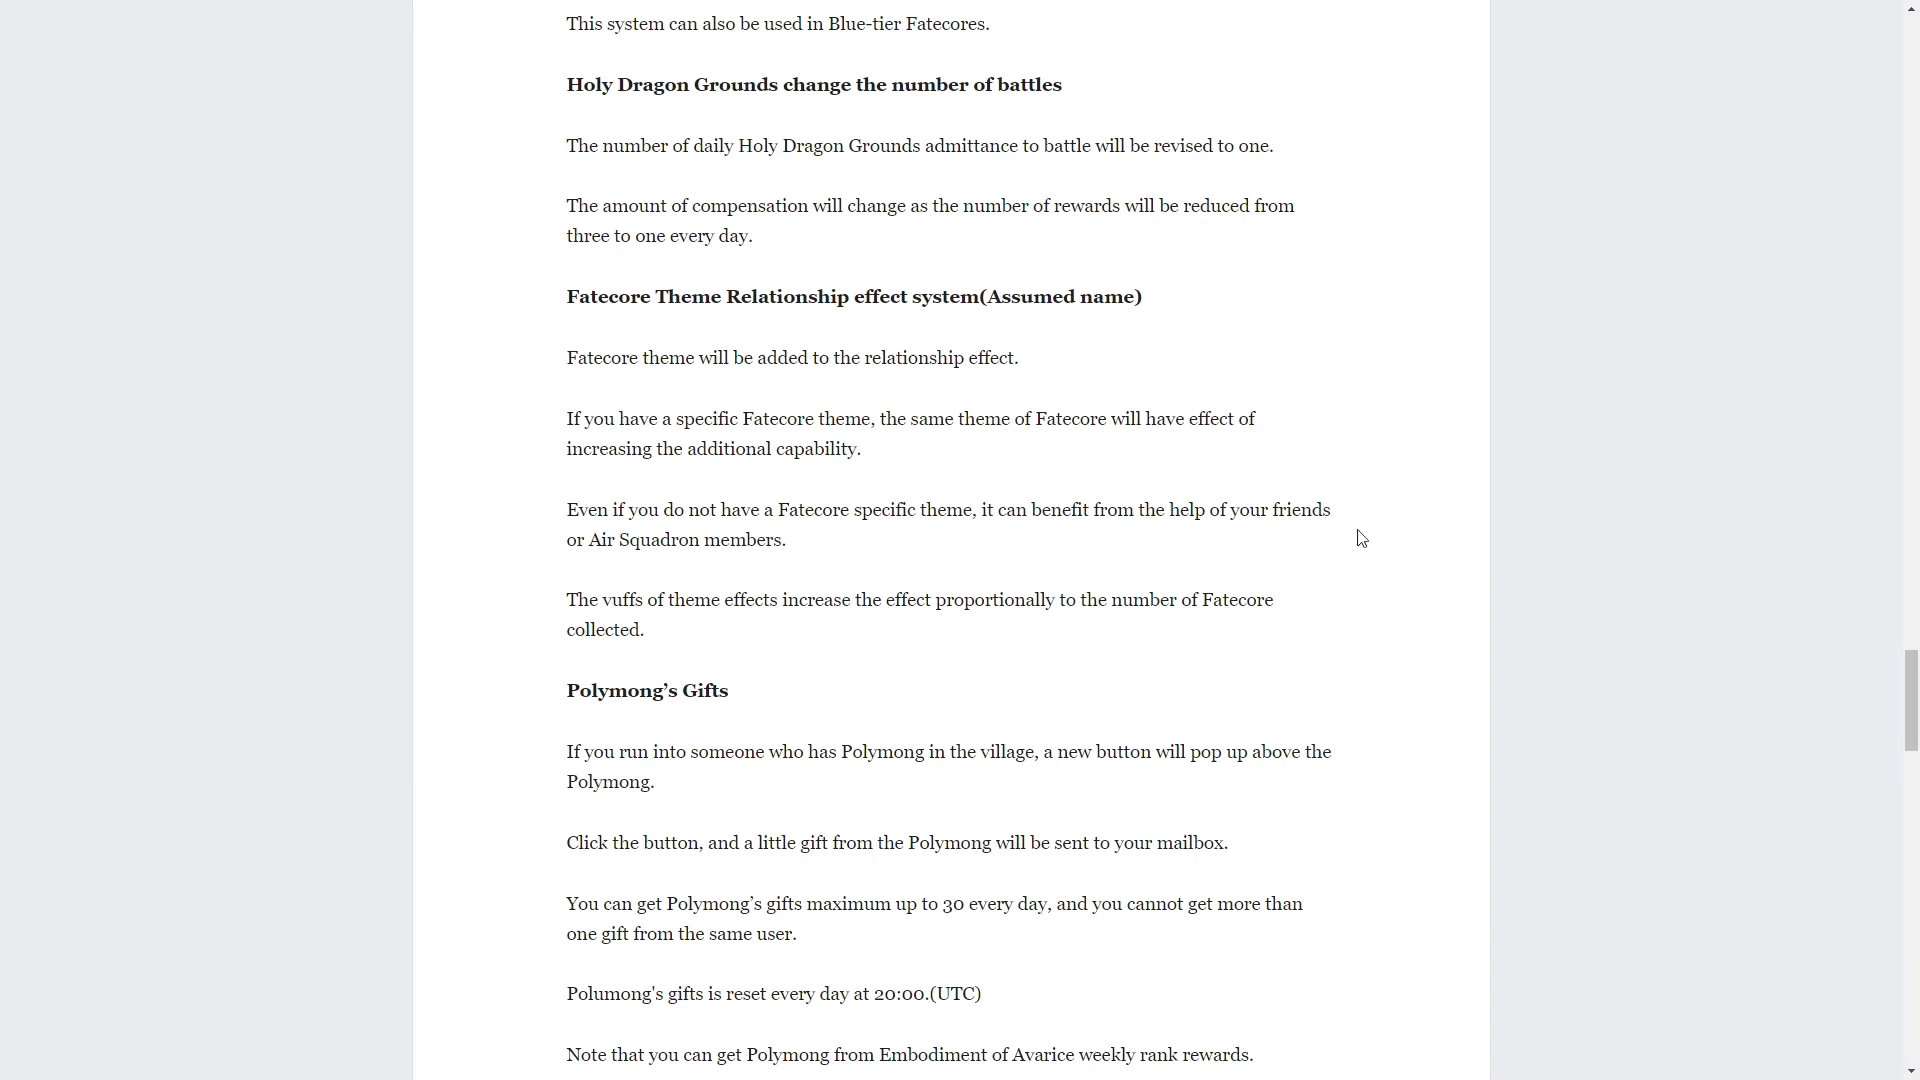 This system can also be used in Blue-tier Fatecores.
Holy Dragon Grounds change the number of battles
The number of daily Holy Dragon Grounds admittance to battle will be revised to one.
The amount of compensation will change as the number of rewards will be reduced from
three to one every day.
Fatecore Theme Relationship effect system(Assumed name)
Fatecore theme will be added to the relationship effect.
If you have a specific Fatecore theme, the same theme of Fatecore will have effect of
increasing the additional capability.
Even if you do not have a Fatecore specific theme, it can benefit from the help of your friends
or Air Squadron members.
The vuffs of theme effects increase the effect proportionally to the number of Fatecore
collected.
Polymong’s Gifts
If you run into someone who has Polymong in the village, a new button will pop up above the
Polymong.
Click the button, and a little gift from the Polymong will be sent to your mailbox.
You can get Polymong’s gifts maximum up to 30 every day, and you cannot get more than
one gift from the same user.
Polumong's gifts is reset every day at 20:00.(UTC)
Note that you can get Polymong from Embodiment of Avarice weekly rank rewards.